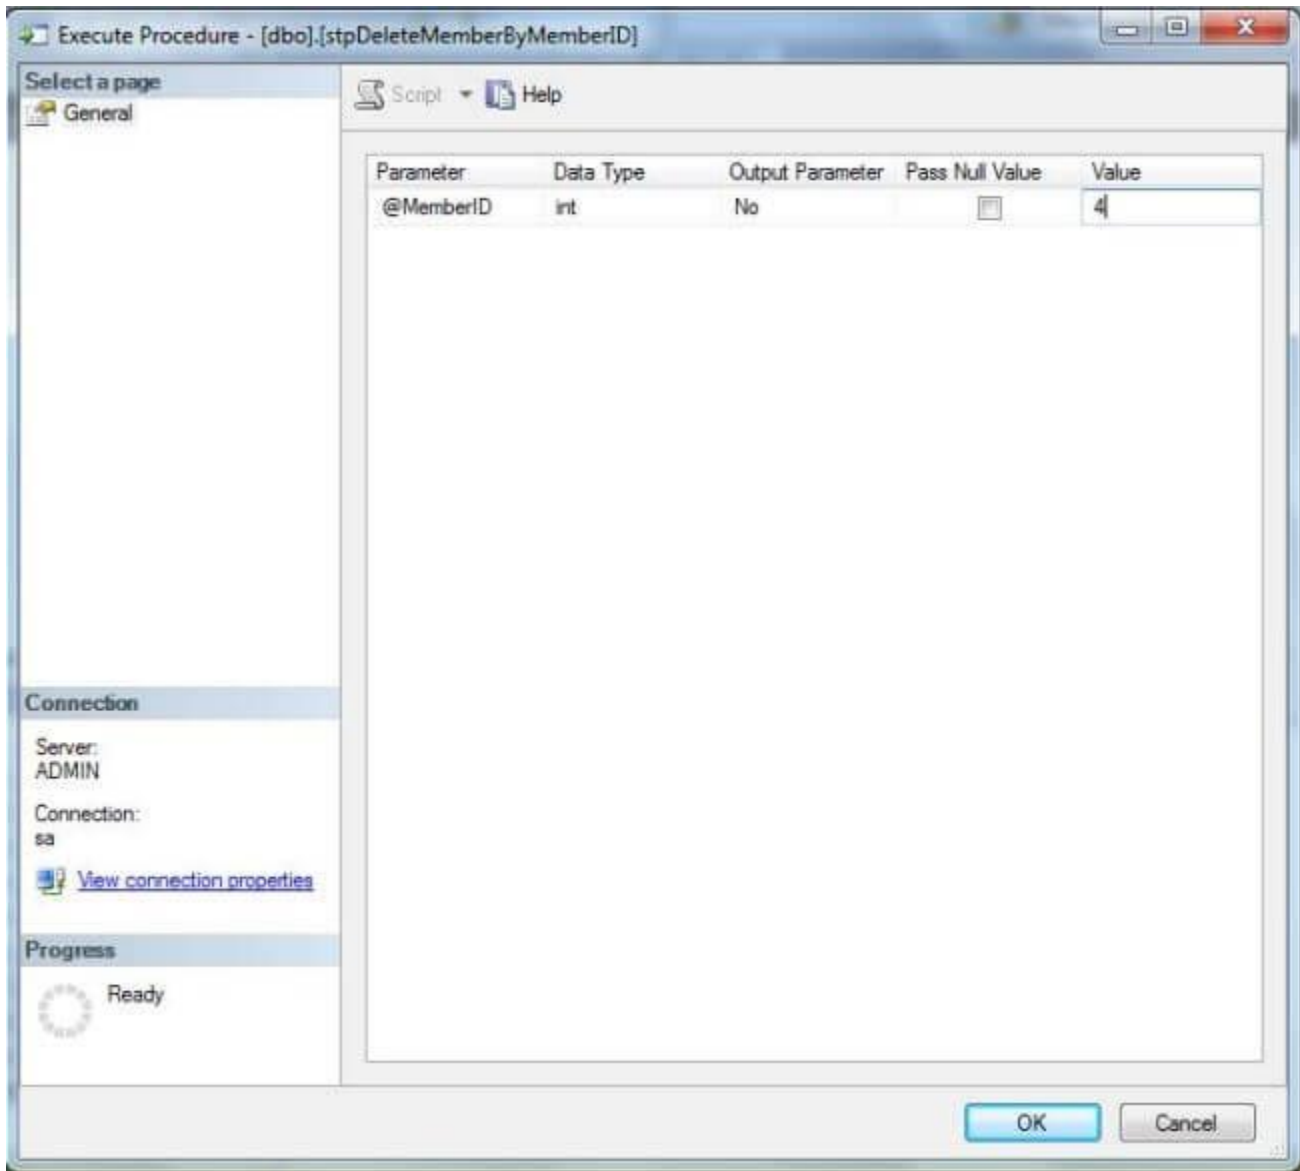 Execute Procedure - [dbo].[stpDeleteMemberByMemberID]
Select a page
General
Script Help
Parameter Data Type Output Parameter Pass Null Value Value
@MemberID int No 4
Connection
Server:
ADMIN
Connection:
sa
View connection properties
Progress
Ready
OK Cancel